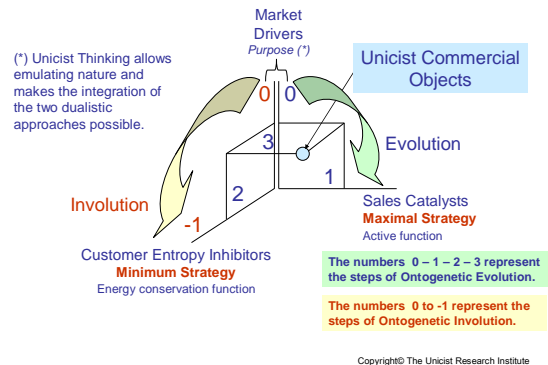 Market
Drivers
Purpose (*)
(*) Unicist Thinking allows
emulating nature and
makes the integration of
the two dualistic
approaches possible.
Unicist Commercial
Objects
0 0
Evolution
3
1
2
Involution
-1
Sales Catalysts
Maximal Strategy
Active function
Customer Entropy Inhibitors
Minimum Strategy
Energy conservation function
The numbers 0 – 1 – 2 – 3 represent
the steps of Ontogenetic Evolution.
The numbers 0 to -1 represent the
steps of Ontogenetic Involution.
Copyright© The Unicist Research Institute